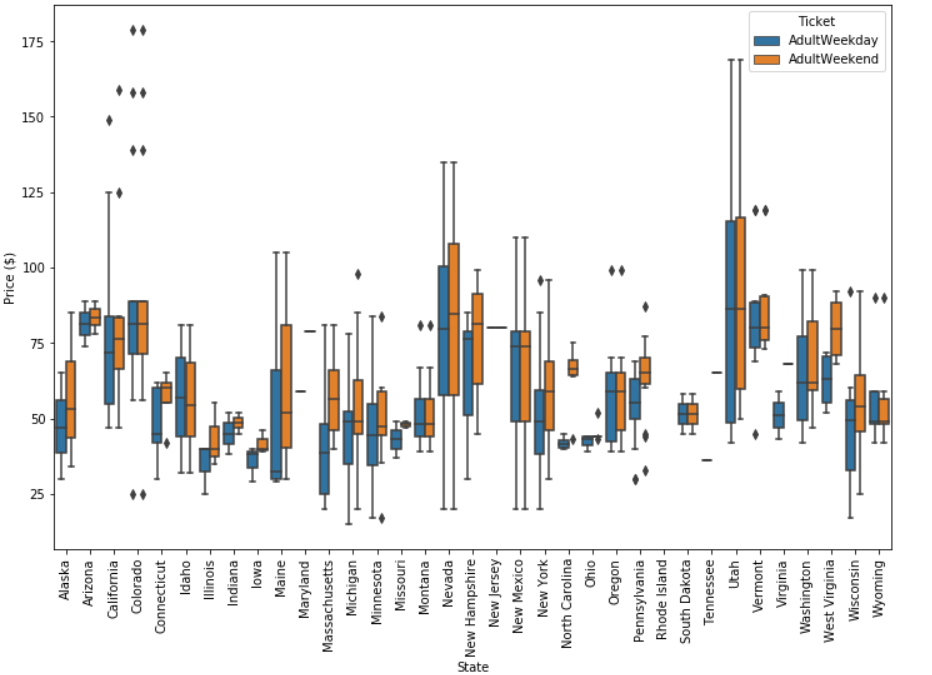 Ticket
AdultWeekday
AdultWeekend
Price ($)
175
150
125
100
75
50
25
Alaska
Arizona
California
Colorado
Connecticut
Idaho
Illinois
Indiana
Iowa
Maine
Maryland
Massachusetts
Michigan
Minnesota
Missouri
Montana
Nevada
New Hampshire
New Jersey
New Mexico
New York
North Carolina
Ohio
Oregon
Pennsylvania
Rhode Island
South Dakota
Tennessee
Utah
Vermont
Virginia
Washington
West Virginia
Wisconsin
Wyoming
State